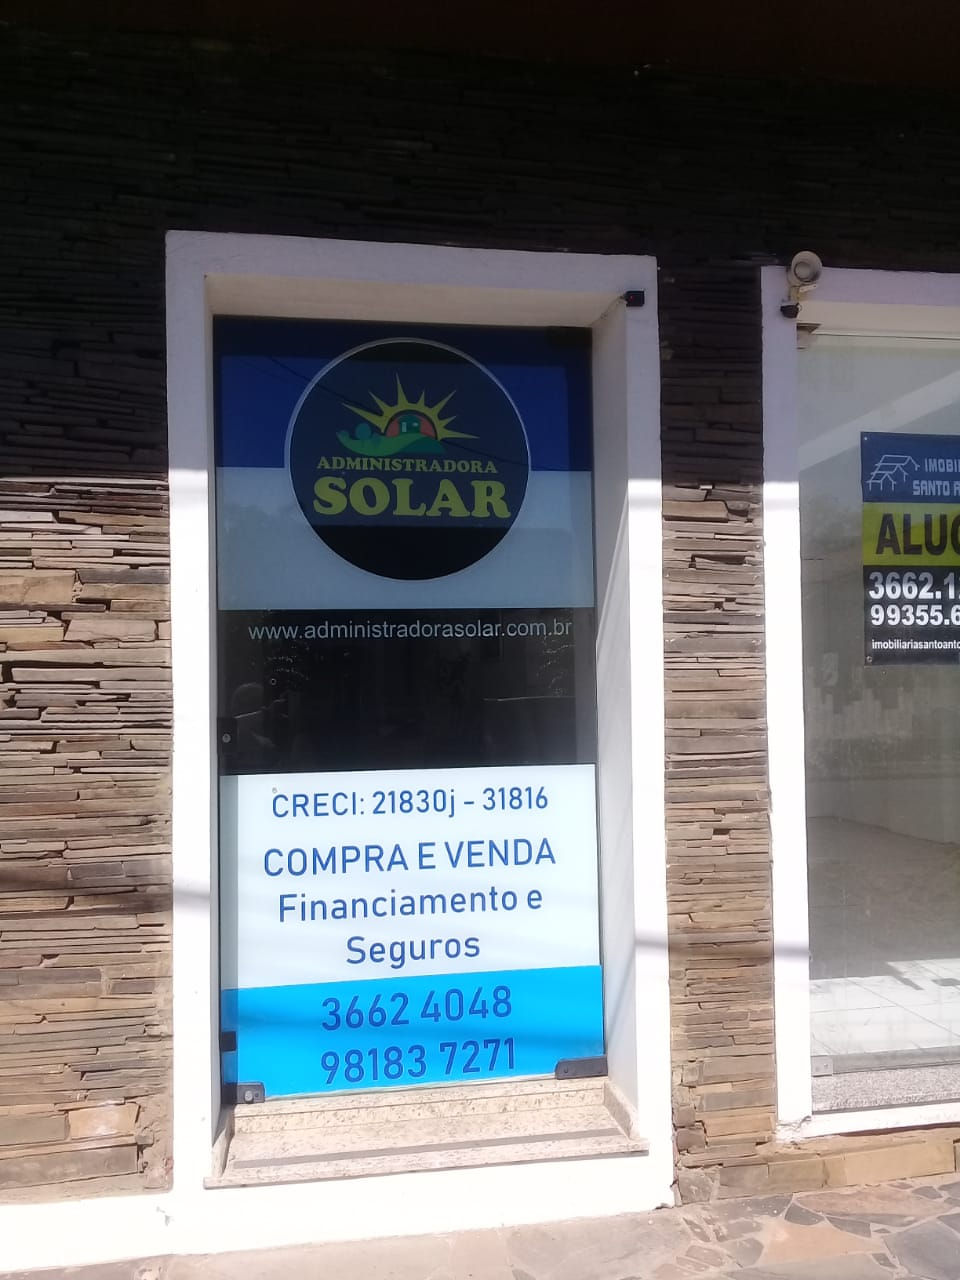 ADMINISTRADORA
SOLAR
www.administradorasolar.com.br
CRECI: 21830j - 31816
COMPRA E VENDA
Financiamento e
Seguros
3662 4048
98183 7271
SANTO
3662.1
99355.6